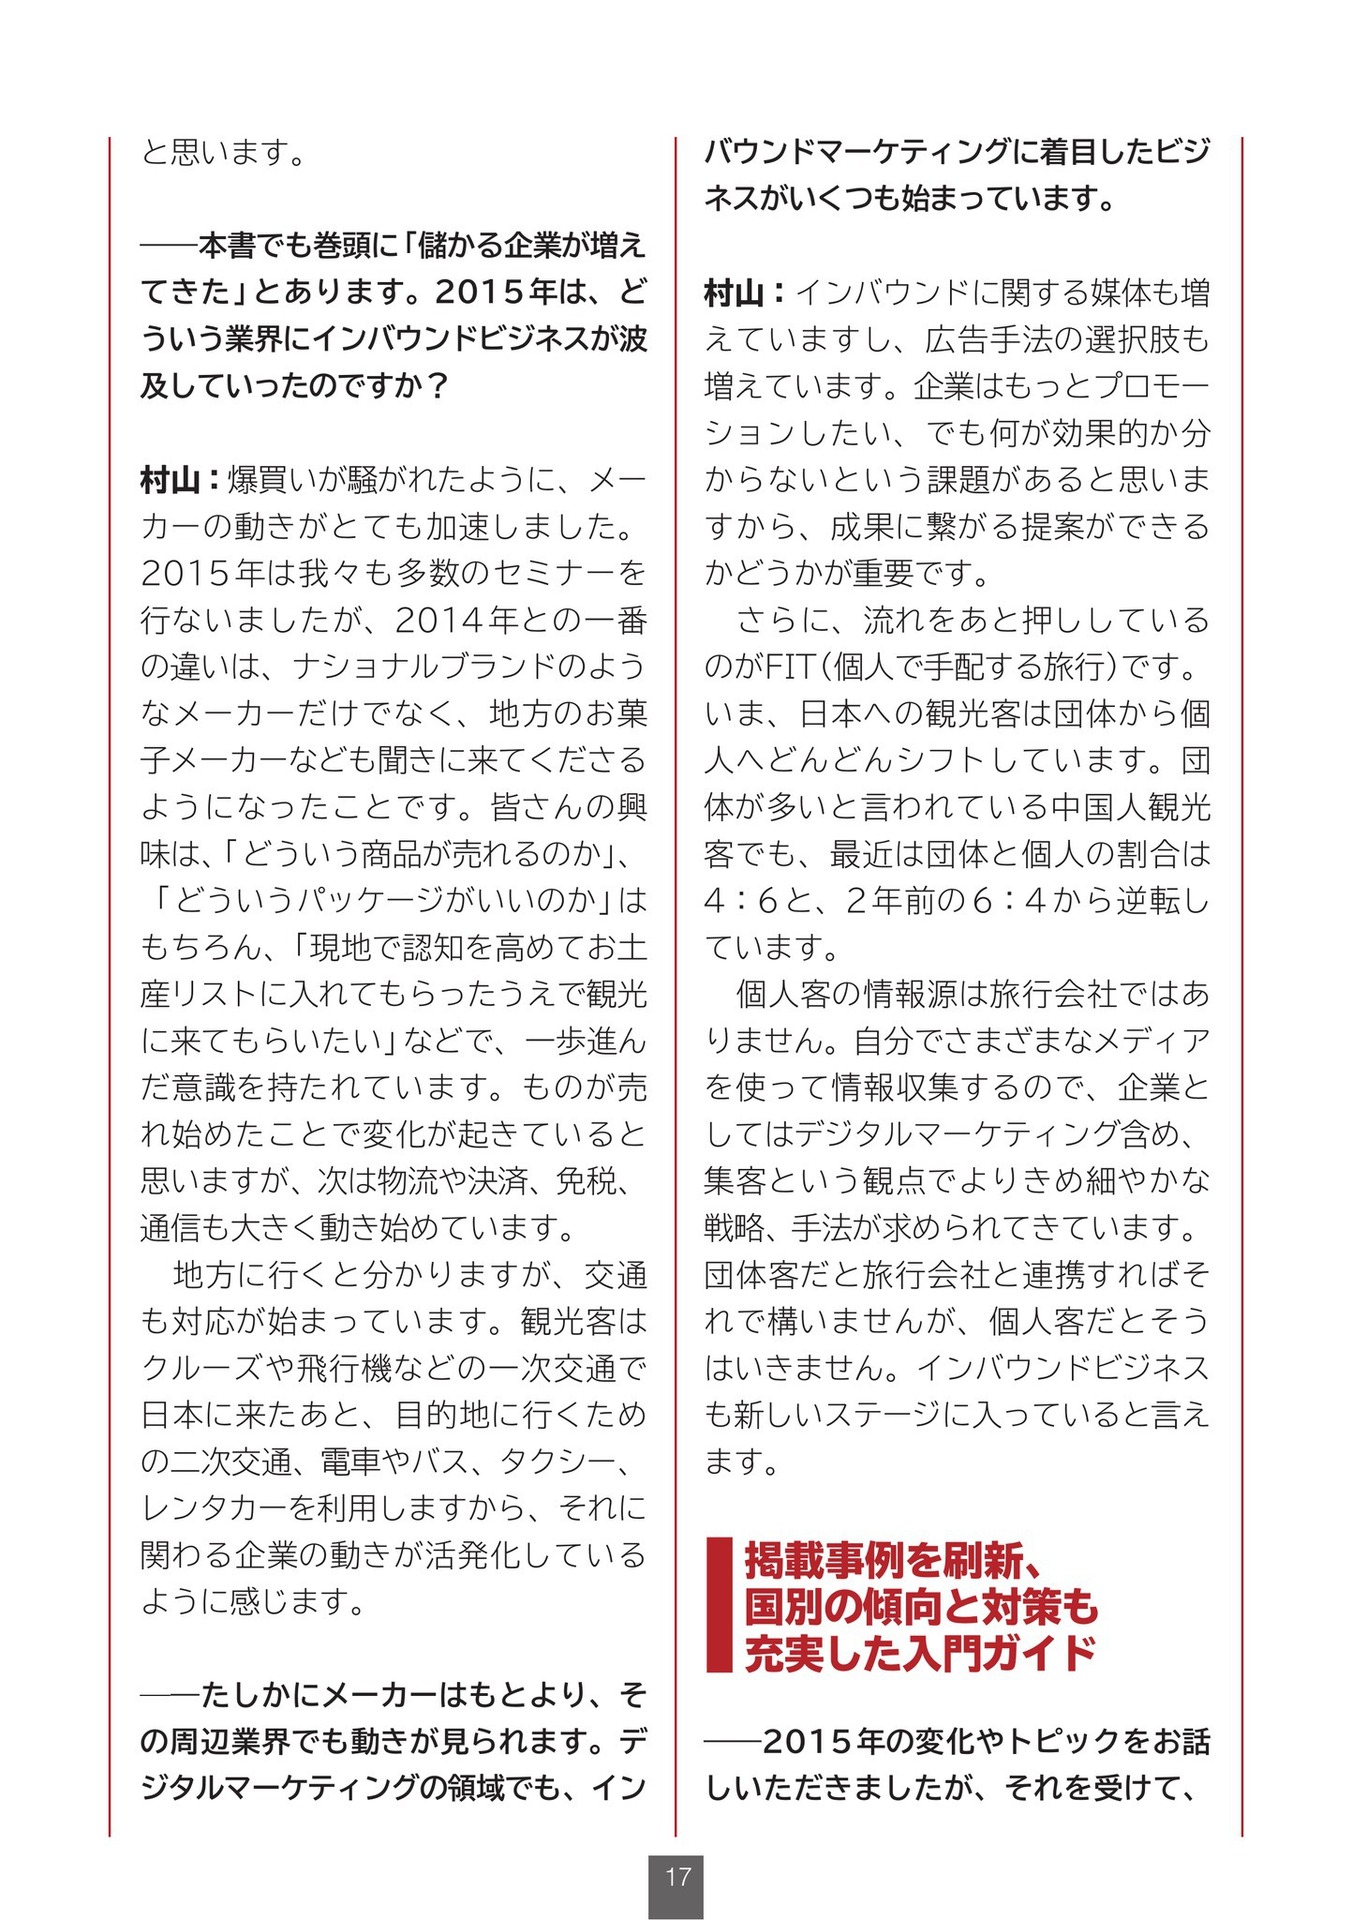 と思います。
――本書でも巻頭に「儲かる企業が増え
てきた」とあります。2015年は、ど
ういう業界にインバウンドビジネスが波
及していったのですか？
村山：爆買いが騒がれたように、メー
カーの動きがとても加速しました。
2015年は我々も多数のセミナーを
行ないましたが、2014年との一番
の違いは、ナショナルブランドのよう
なメーカーだけでなく、地方のお菓
子メーカーなども聞きに来てくださる
ようになったことです。皆さんの興
味は、「どういう商品が売れるのか」、
「どういうパッケージがいいのか」は
もちろん、「現地で認知を高めてお土
産リストに入れてもらったうえで観光
に来てもらいたい」などで、一歩進ん
だ意識を持たれています。ものが売
れ始めたことで変化が起きていると
思いますが、次は物流や決済、免税、
通信も大きく動き始めています。
　地方に行くと分かりますが、交通
も対応が始まっています。観光客は
クルーズや飛行機などの一次交通で
日本に来たあと、目的地に行くため
の二次交通、電車やバス、タクシー、
レンタカーを利用しますから、それに
関わる企業の動きが活発化している
ように感じます。
――たしかにメーカーはもとより、そ
の周辺業界でも動きが見られます。デ
ジタルマーケティングの領域でも、イン
バウンドマーケティングに着目したビジ
ネスがいくつも始まっています。
村山：インバウンドに関する媒体も増
えていますし、広告手法の選択肢も
増えています。企業はもっとプロモー
ションしたい、でも何が効果的か分
からないという課題があると思いま
すから、成果に繋がる提案ができる
かどうかが重要です。
　さらに、流れをあと押ししている
のがFIT（個人で手配する旅行）です。
いま、日本への観光客は団体から個
人へどんどんシフトしています。団
体が多いと言われている中国人観光
客でも、最近は団体と個人の割合は
4：6と、2年前の6：4から逆転し
ています。
　個人客の情報源は旅行会社ではあ
りません。自分でさまざまなメディア
を使って情報収集するので、企業と
してはデジタルマーケティング含め、
集客という観点でよりきめ細やかな
戦略、手法が求められてきています。
団体客だと旅行会社と連携すればそ
れで構いませんが、個人客だとそう
はいきません。インバウンドビジネス
も新しいステージに入っていると言え
ます。
掲載事例を刷新、
国別の傾向と対策も
充実した入門ガイド
――2015年の変化やトピックをお話
しいただきましたが、それを受けて、
17